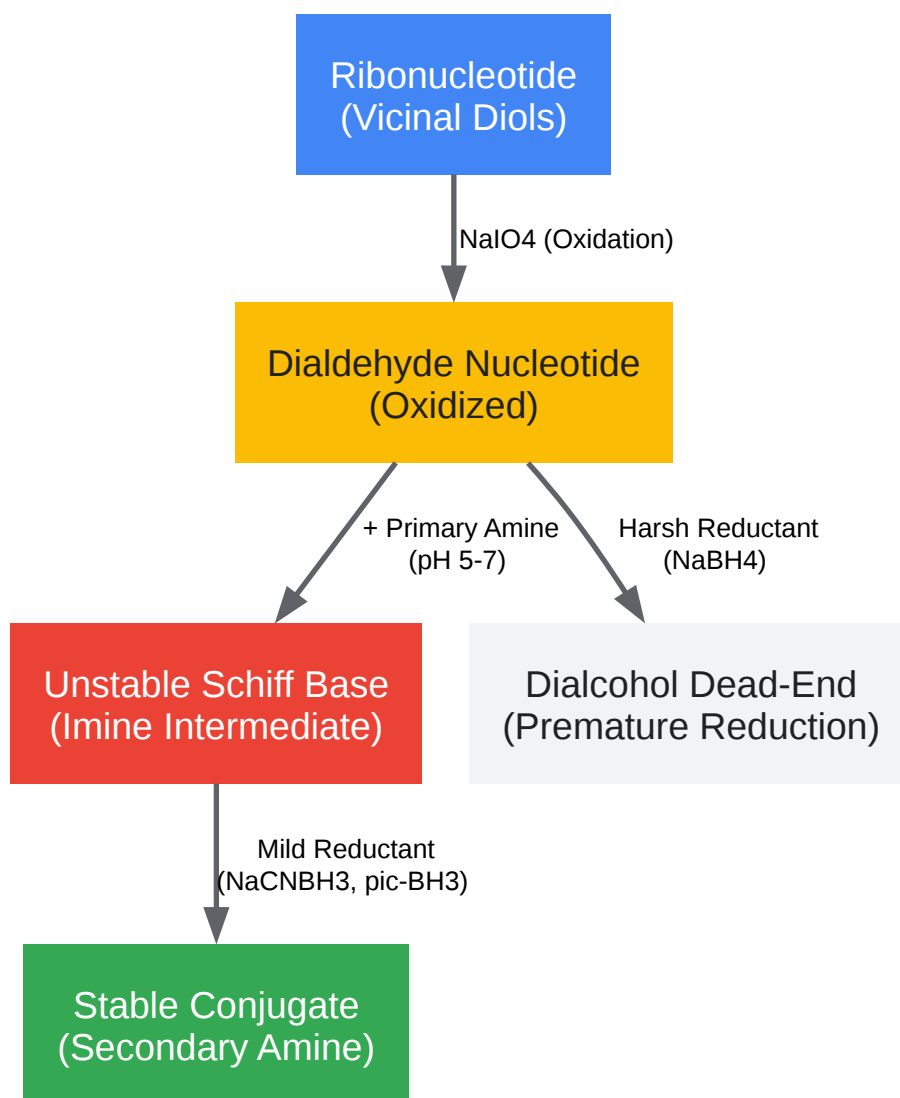 Ribonucleotide
(Vicinal Diols)
NaIO4 (Oxidation)
Dialdehyde Nucleotide
(Oxidized)
+ Primary Amine
(pH 5-7)
Harsh Reductant
(NaBH4)
Unstable Schiff Base
(Imine Intermediate)
Dialcohol Dead-End
(Premature Reduction)
Mild Reductant
(NaCNBH3, pic-BH3)
Stable Conjugate
(Secondary Amine)